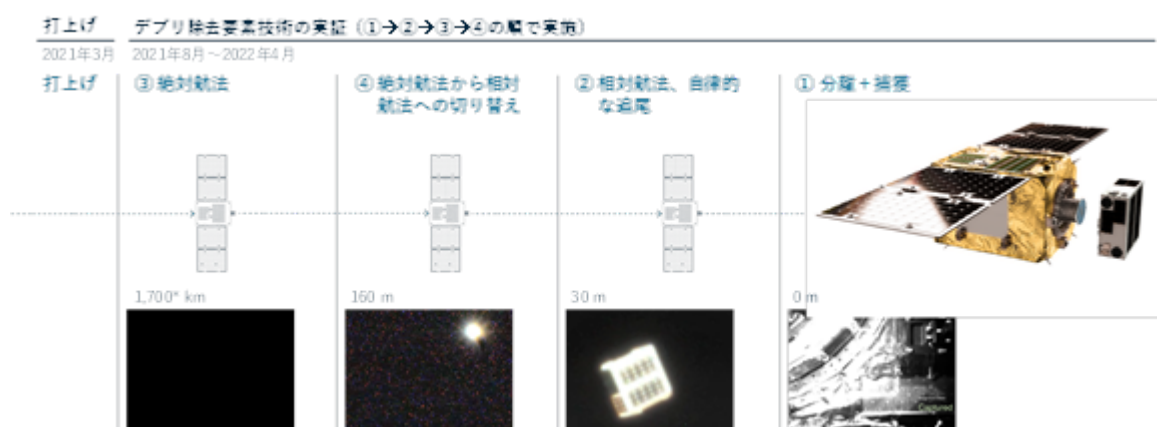 打上げ
デブリ除去要素技術の実証（①→②→③→④の順で実施）
2021年3月
2021年8月〜2022年4月
打上げ
③ 絶対航法
④ 絶対航法から相対
航法への切り替え
② 相対航法、自律的
な追尾
① 分離＋捕獲
1,700* km
160 m
30 m
0 m
Captured